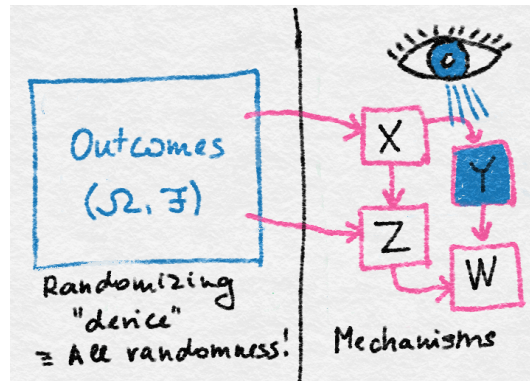 Outcomes
(Ω, ℱ)
Randomizing
"device"
≡ All randomness!
X
Y
Z
W
Mechanisms